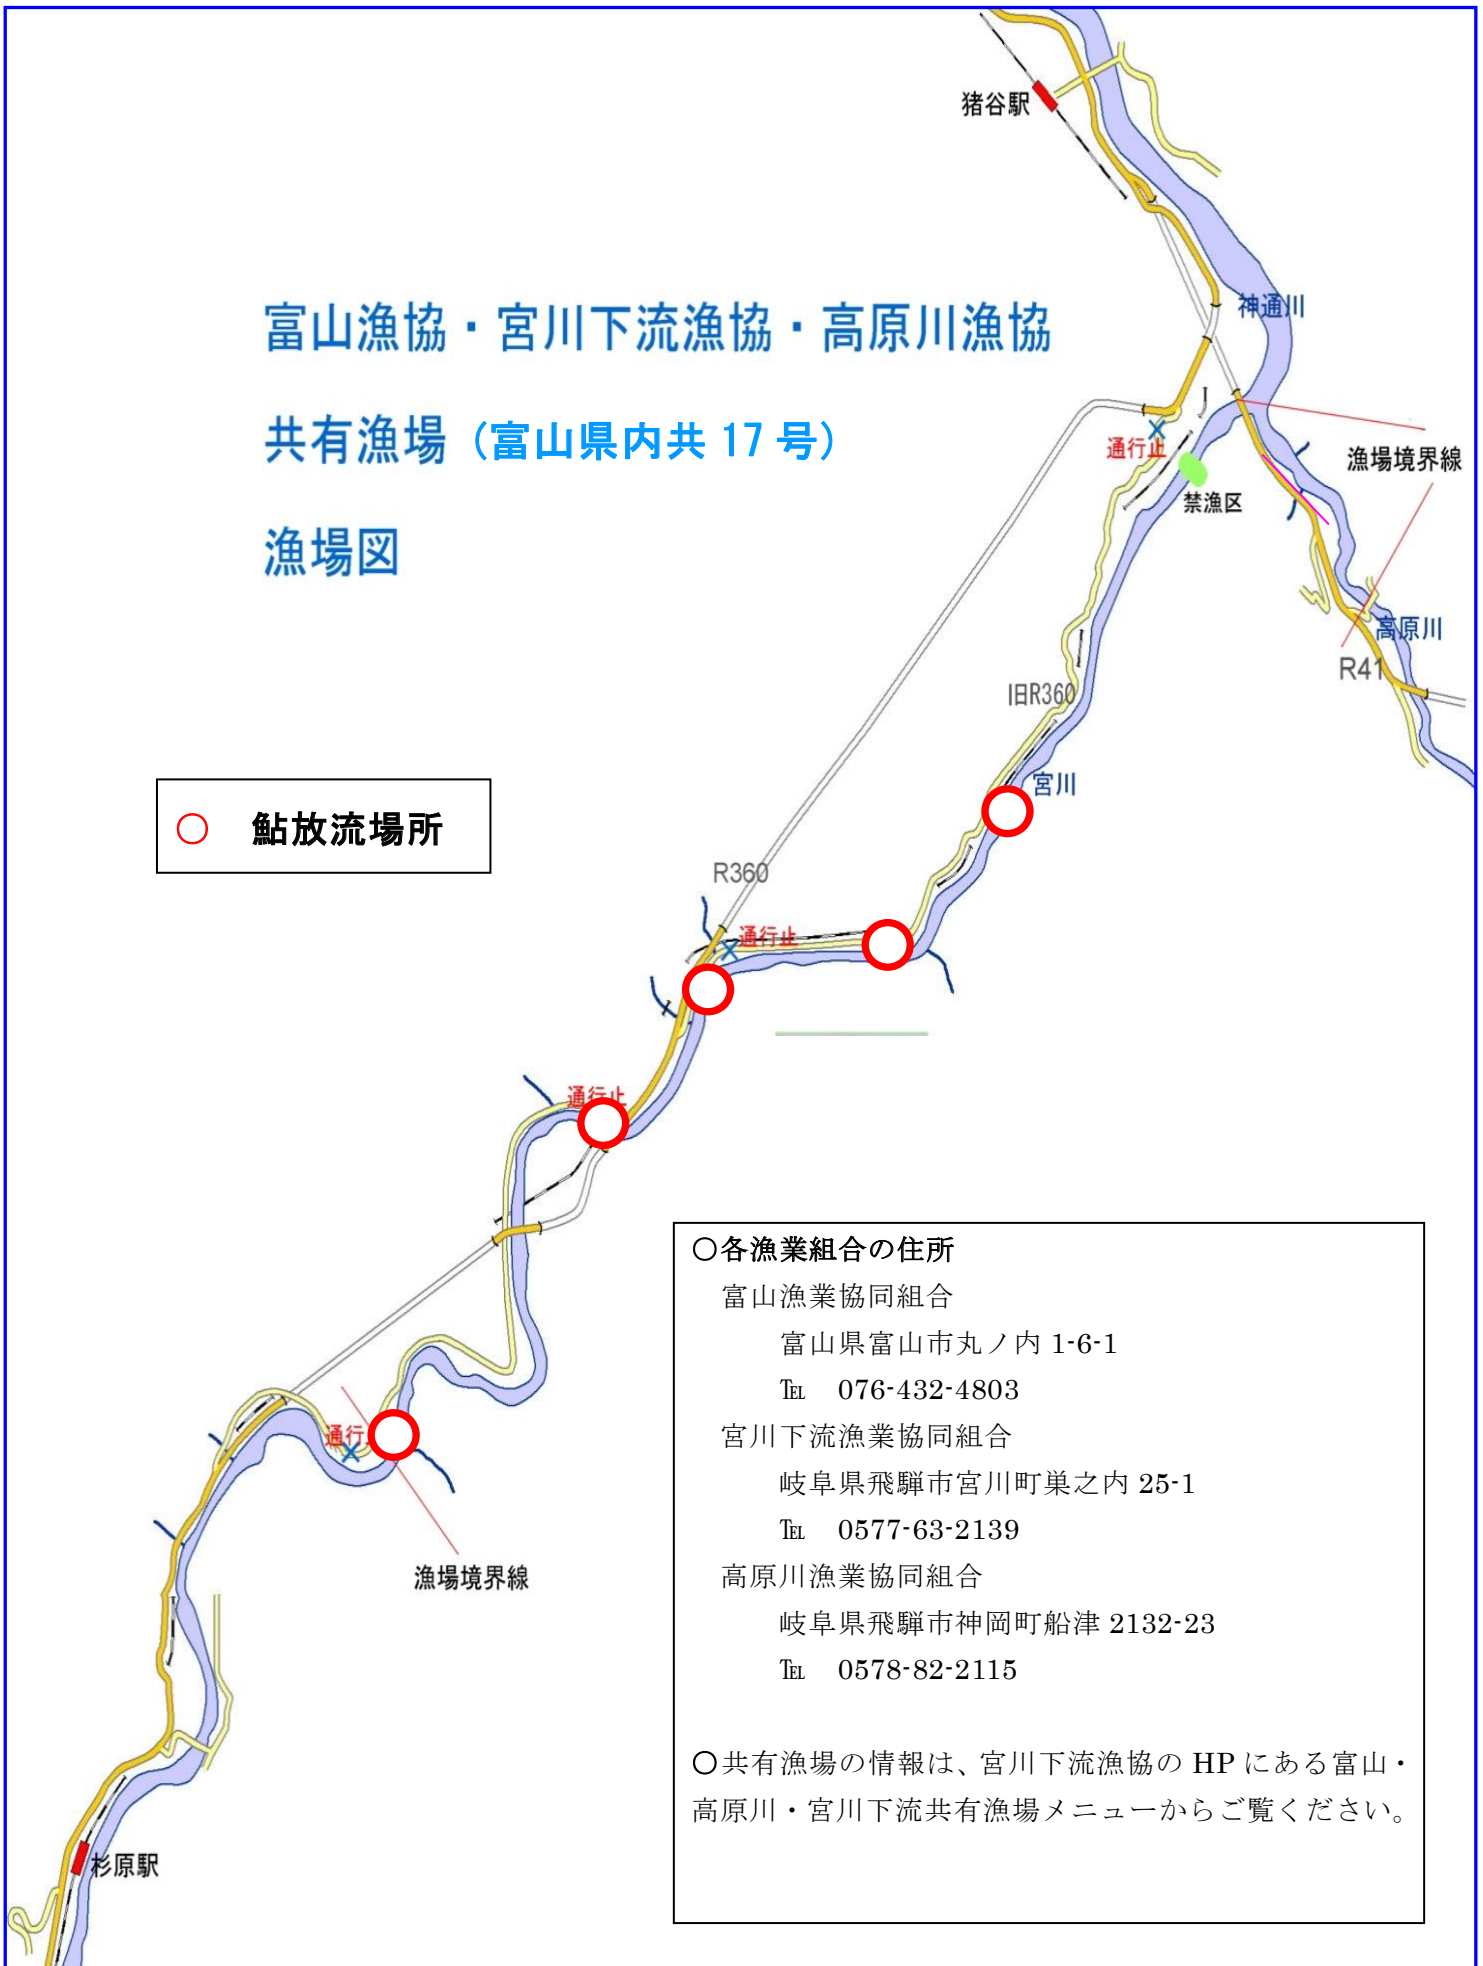 猪谷駅
神通川
富山漁協・宮川下流漁協・高原川漁協
共有漁場（富山県内共 17 号）
漁場図
通行止
漁場境界線
禁漁区
高原川
R41
旧R360
宮川
○ 鮎放流場所
R360
通行止
通行止
通行
漁場境界線
杉原駅
○各漁業組合の住所
富山漁業協同組合
富山県富山市丸ノ内 1-6-1
℡ 076-432-4803
宮川下流漁業協同組合
岐阜県飛騨市宮川町巣之内 25-1
℡ 0577-63-2139
高原川漁業協同組合
岐阜県飛騨市神岡町船津 2132-23
℡ 0578-82-2115
○共有漁場の情報は、宮川下流漁協の HP にある富山・
高原川・宮川下流共有漁場メニューからご覧ください。